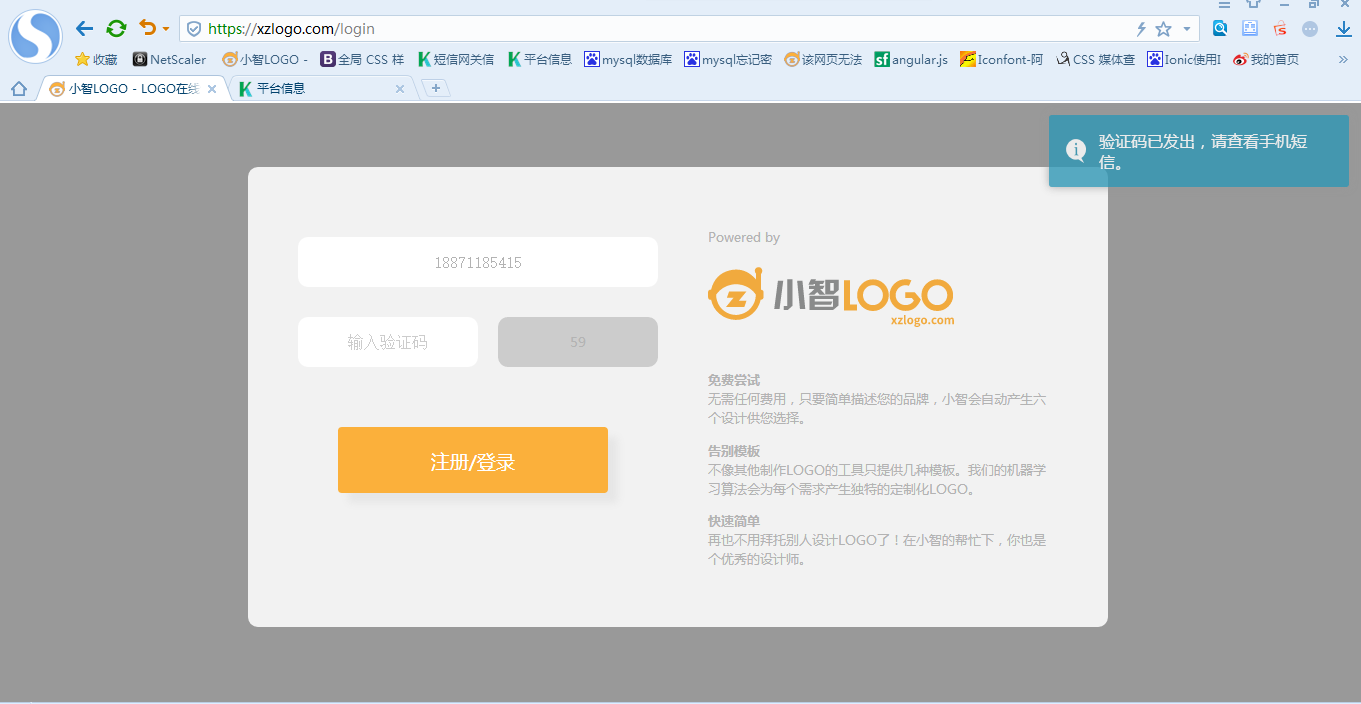 https://xzlogo.com/login
收藏 NetScaler 小智LOGO - 全局 CSS 样 短信网关信 平台信息 mysql数据库 mysql忘记密 该网页无法 angular.js Iconfont-阿 CSS 媒体查 Ionic使用I 我的首页 »
小智LOGO - LOGO在线 平台信息
验证码已发出，请查看手机短
信。
18871185415
输入验证码 59
注册/登录
Powered by
小智LOGO
xzlogo.com
免费尝试
无需任何费用，只要简单描述您的品牌，小智会自动产生六
个设计供您选择。
告别模板
不像其他制作LOGO的工具只提供几种模板。我们的机器学
习算法会为每个需求产生独特的定制化LOGO。
快速简单
再也不用拜托别人设计LOGO了！在小智的帮忙下，你也是
个优秀的设计师。